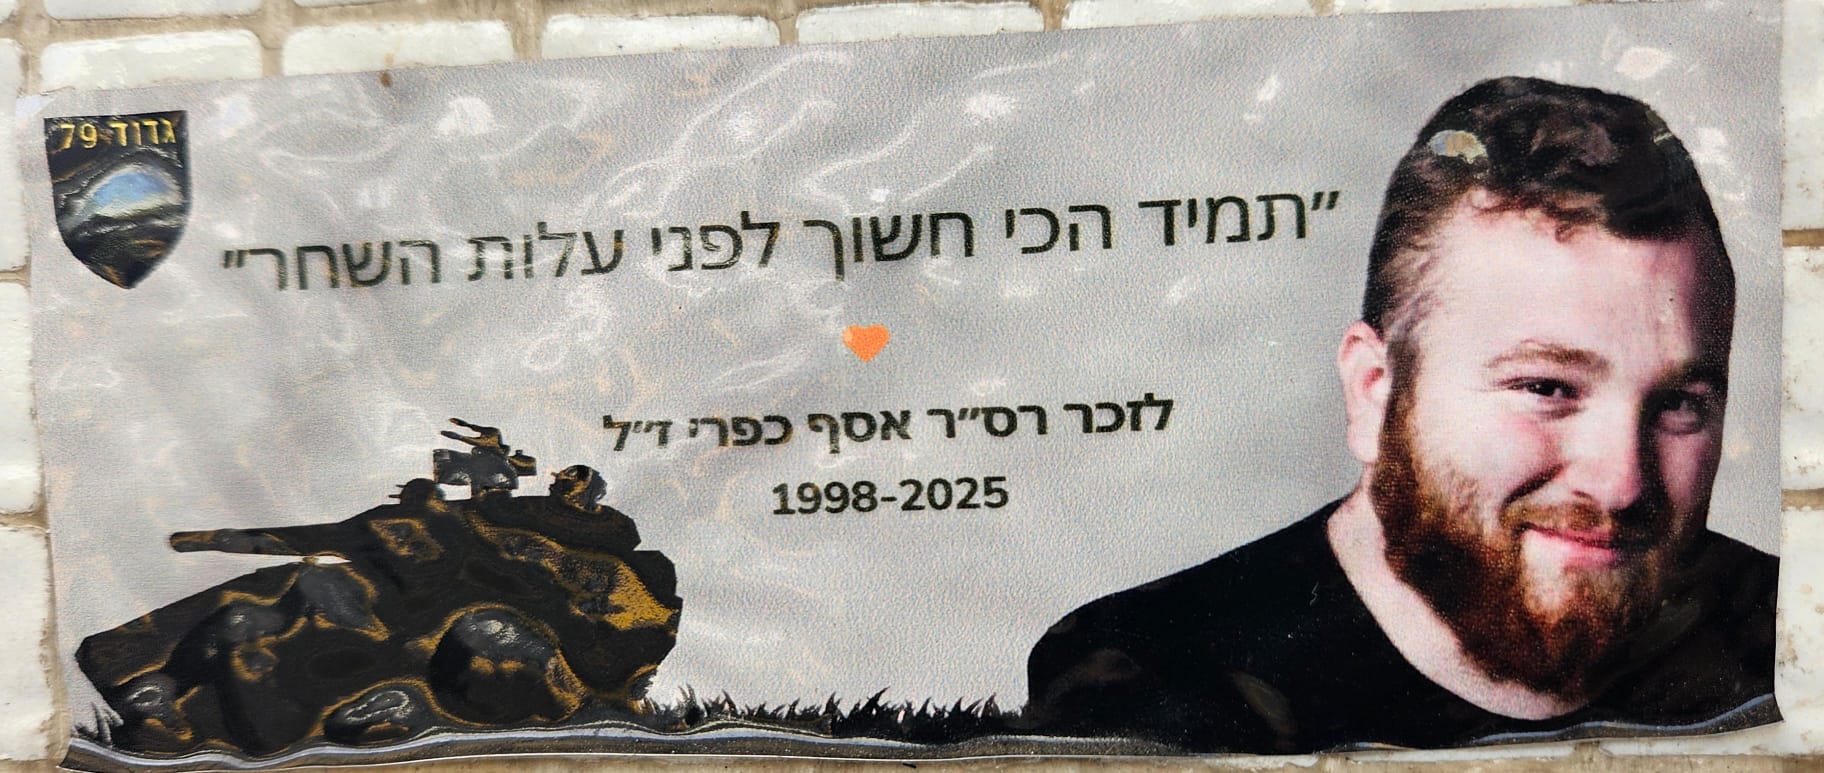 גדוד 79
"תמיד הכי חשוך לפני עלות השחר"
לזכר רס"ר אסף כפרי ז"ל
1998-2025